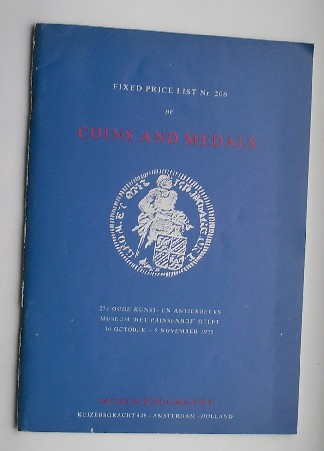 FIXED PRICE LIST Nr. 206
OF
COINS AND MEDALS
27e OUDE KUNST- EN ANTIEKBEURS
MUSEUM 'HET PRINSENHOF' DELFT
16 OCTOBER - 5 NOVEMBER 1975
KEIZERSGRACHT 448 - AMSTERDAM - HOLLAND